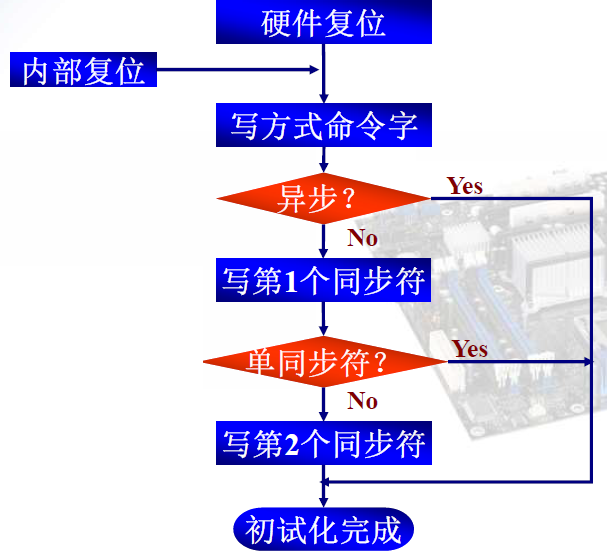 硬件复位
内部复位
写方式命令字
异步？
Yes
No
写第1个同步符
单同步符？
Yes
No
写第2个同步符
初试化完成